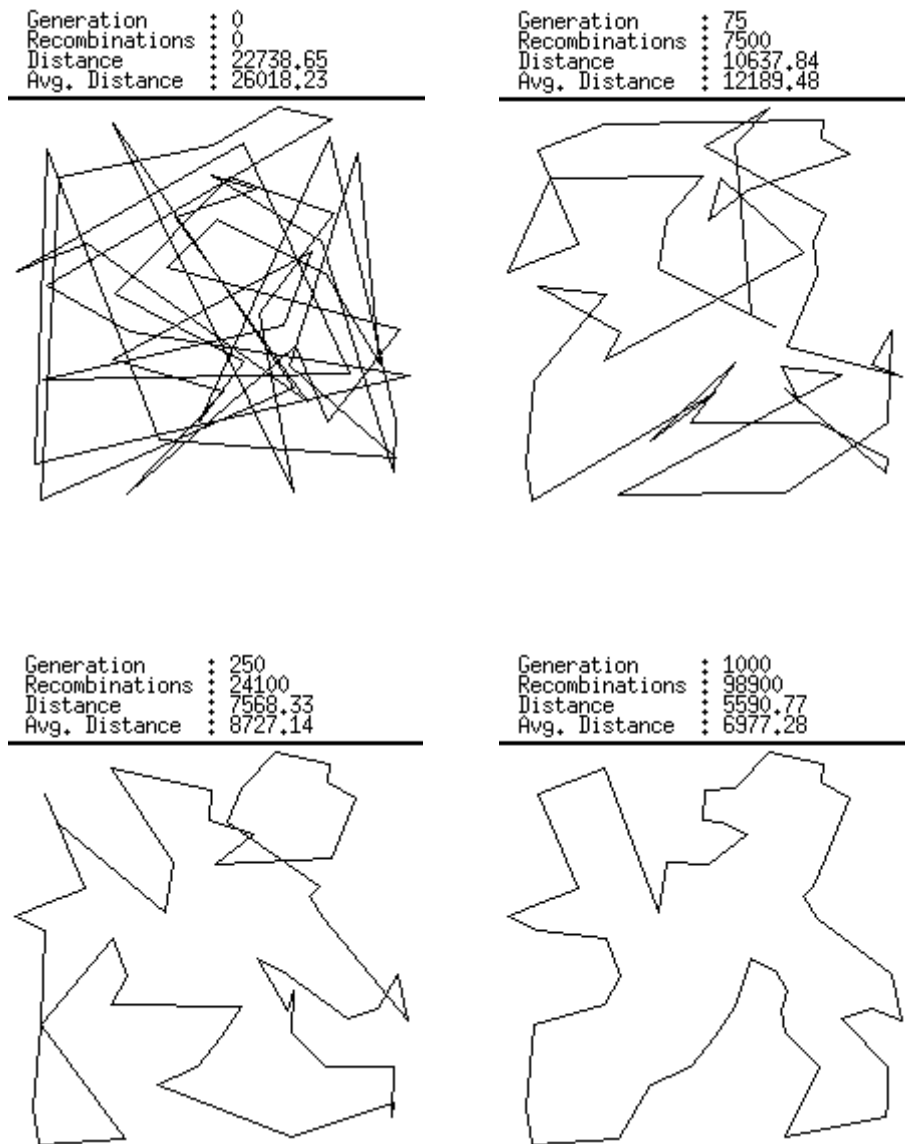 Generation : 0
Recombinations : 0
Distance : 22738.65
Avg. Distance : 26018.23
Generation : 75
Recombinations : 7500
Distance : 10637.84
Avg. Distance : 12189.48
Generation : 250
Recombinations : 24100
Distance : 7568.33
Avg. Distance : 8727.14
Generation : 1000
Recombinations : 98900
Distance : 5590.77
Avg. Distance : 6977.28